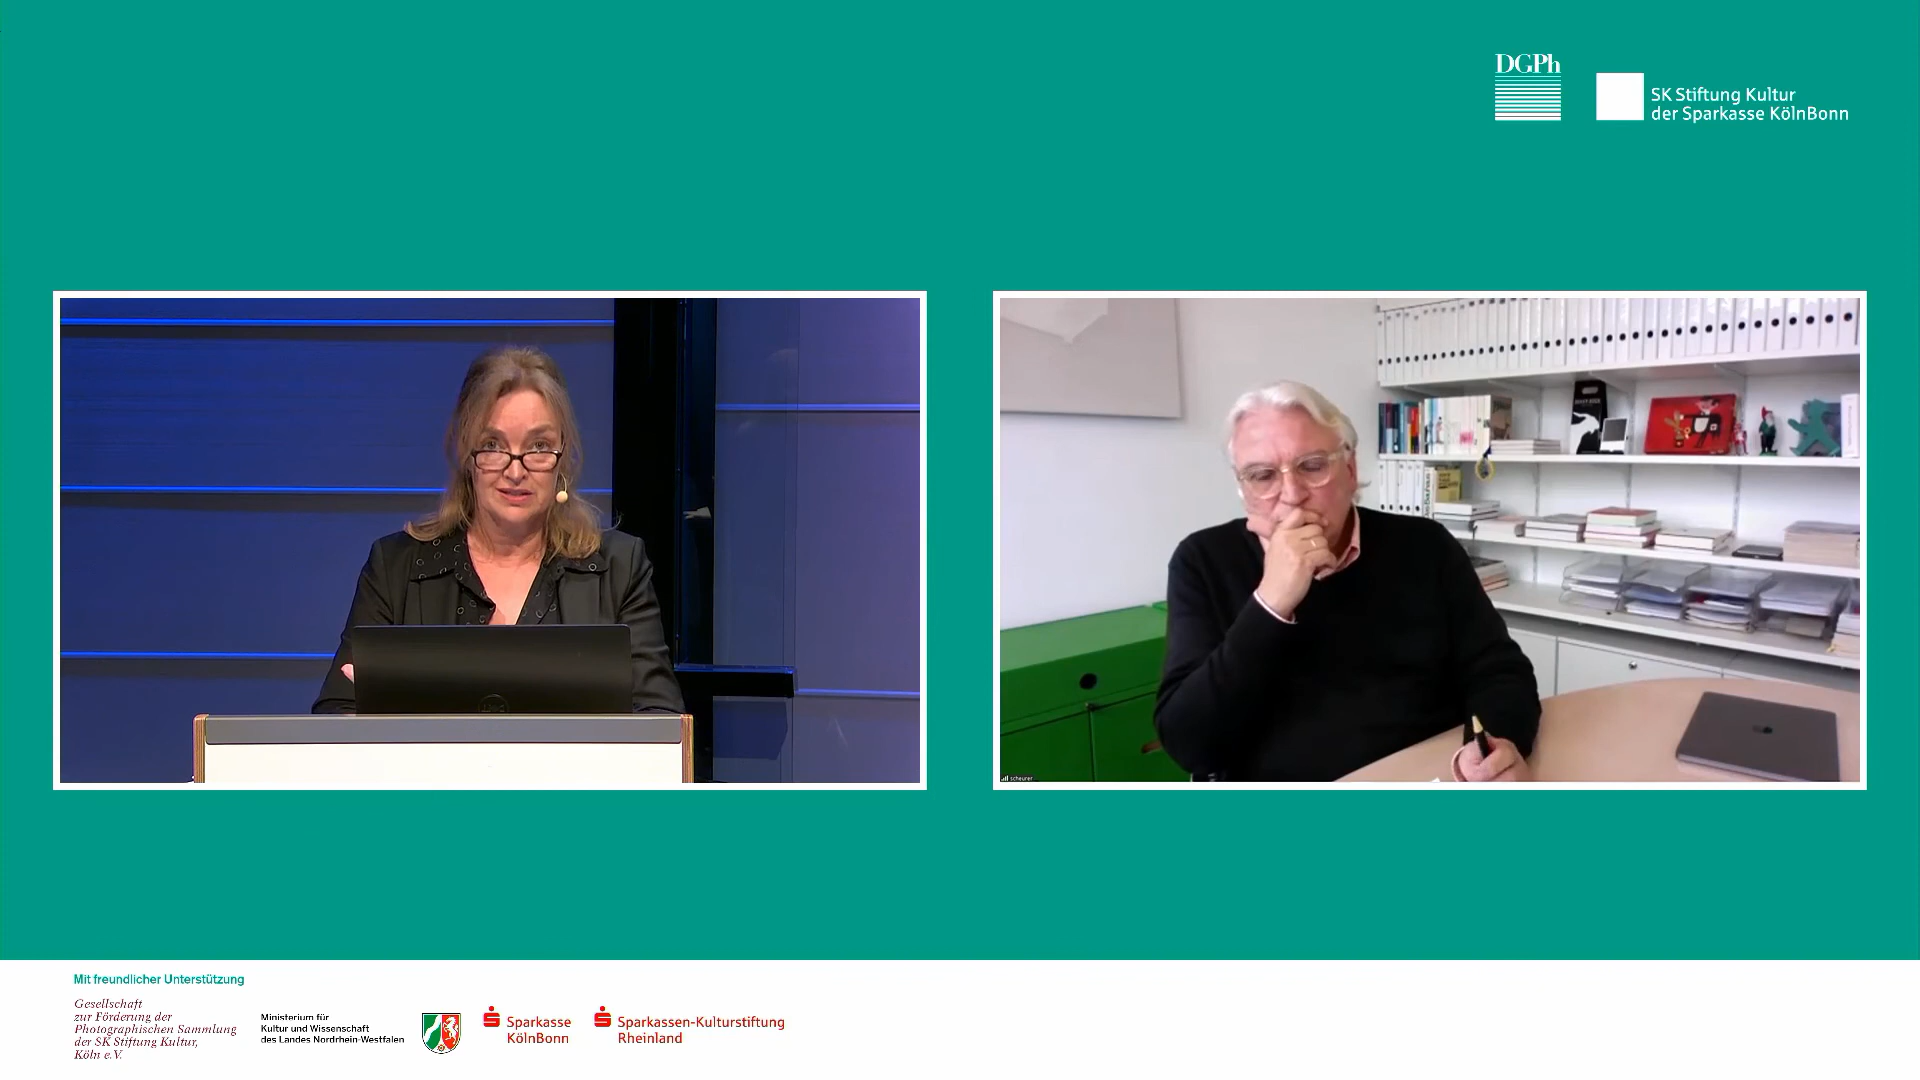 DGPh
SK Stiftung Kultur
der Sparkasse KölnBonn
scheurer
DELL
Mit freundlicher Unterstützung
Gesellschaft
zur Förderung der
Photographischen Sammlung
der SK Stiftung Kultur,
Köln e.V.
Ministerium für
Kultur und Wissenschaft
des Landes Nordrhein-Westfalen
Sparkasse
KölnBonn
Sparkassen-Kulturstiftung
Rheinland